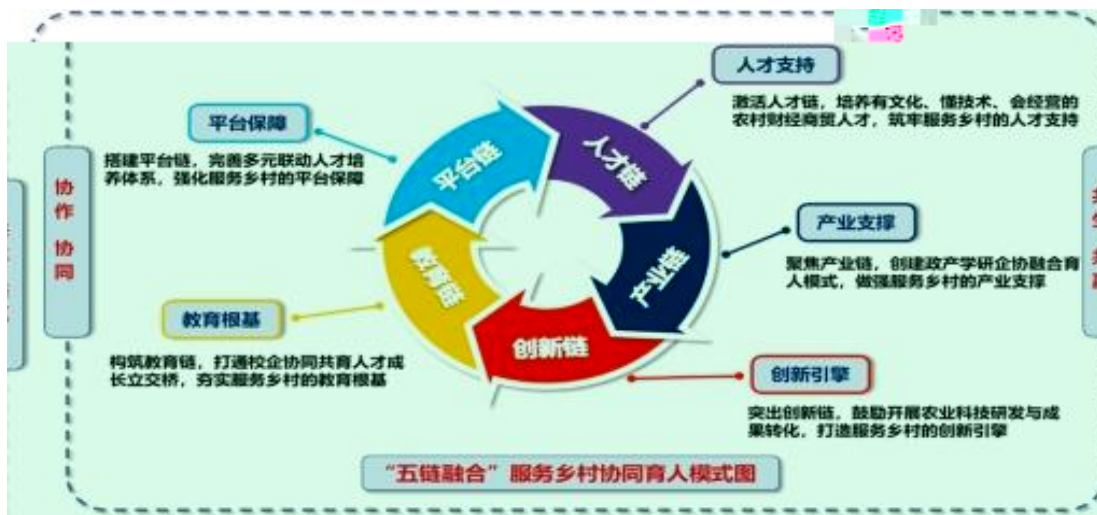 人才支持
激活人才链，培养有文化、懂技术、会经营的
农村财经商贸人才，筑牢服务乡村的人才支持
平台保障
搭建平台链，完善多元联动人才培
养体系，强化服务乡村的平台保障
协作 协同
平台链
人才链
教育链
产业链
创新链
产业支撑
聚焦产业链，创建政产学研企协融合育
人模式，做强服务乡村的产业支撑
教育根基
构筑教育链，打通校企协同共育人才成
长立交桥，夯实服务乡村的教育根基
创新引擎
突出创新链，鼓励开展农业科技研发与成
果转化，打造服务乡村的创新引擎
“五链融合”服务乡村协同育人模式图